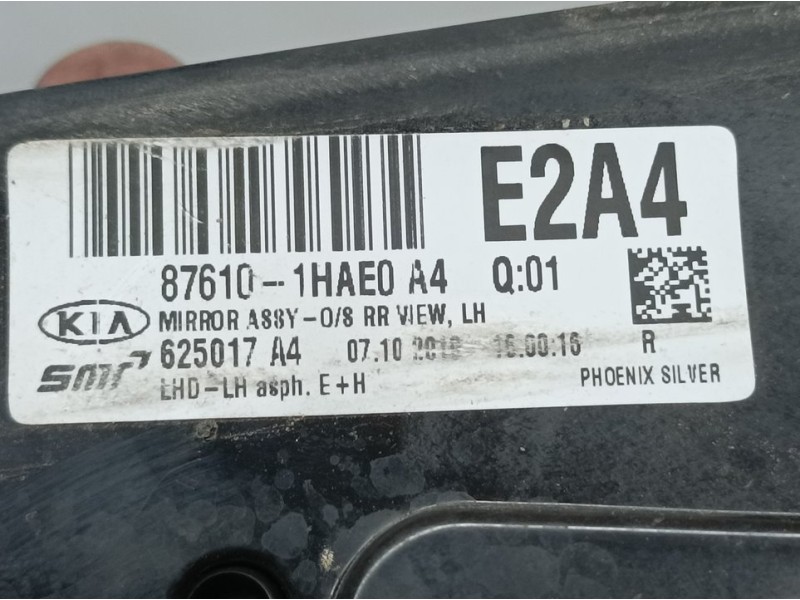 E2A4
87610-1HAE0 A4 Q:01
KIA MIRROR ASSY-O/S RR VIEW, LH
smr 625017 A4 07.10 R
LHD-LH asph. E+H PHOENIX SILVER